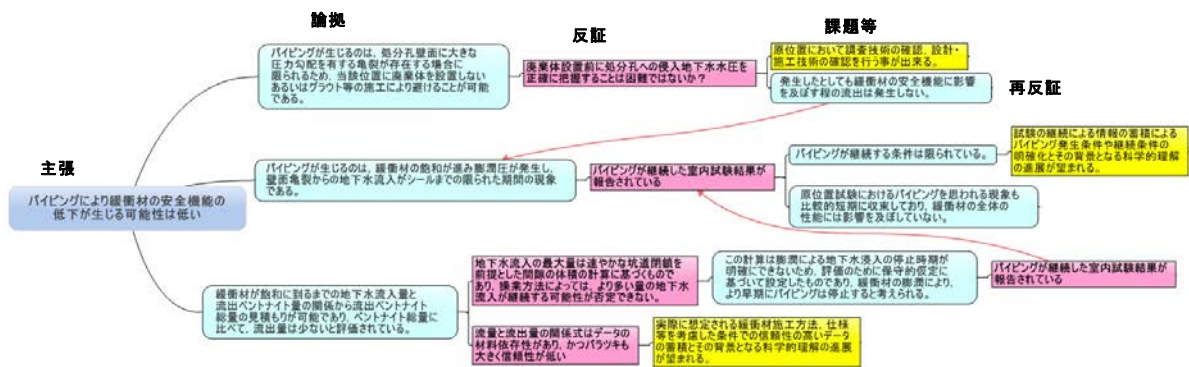 論拠
反証
課題等
再反証
主張
パイピングにより緩衝材の安全機能の
低下が生じる可能性は低い
パイピングが生じるのは、処分孔壁面に大きな
圧力勾配を有する亀裂が存在する場合に
限られるため、当該位置に廃棄体を設置しない
あるいはグラウト等の施工により避けることが可能
である。
廃棄体設置前に処分孔への侵入地下水水圧を
正確に把握することは困難ではないか？
原位置において調査技術の確認、設計・
施工技術の確認を行う事が出来る。
発生したとしても緩衝材の安全機能に影響
を及ぼす程の流出は発生しない。
パイピングが生じるのは、緩衝材の飽和が進み膨潤圧が発生し、
壁面亀裂からの地下水流入がシールまでの限られた期間の現象
である。
パイピングが継続した室内試験結果が
報告されている
パイピングが継続する条件は限られている。
試験の継続による情報の蓄積による
パイピング発生条件や継続条件の
明確化とその背景となる科学的理解
の進展が望まれる。
原位置試験におけるパイピングを思われる現象も
比較的短期に収束しており、緩衝材の全体の
性能には影響を及ぼしていない。
緩衝材が飽和に到るまでの地下水流入量と
流出ベントナイト量の関係から流出ベントナイト
総量の見積もりが可能であり、ベントナイト総量に
比べて、流出量は少ないと評価されている。
地下水流入の最大量は速やかな坑道閉鎖を
前提とした間隙の体積の計算に基づくもので
あり、操業方法によっては、より多い量の地下水
流入が継続する可能性が否定できない。
この計算は膨潤による地下水浸入の停止時期が
明確にできないため、評価のために保守的仮定に
基づいて設定したものであり、緩衝材の膨潤により、
より早期にパイピングは停止すると考えられる。
パイピングが継続した室内試験結果が
報告されている
流量と流出量の関係式はデータの
材料依存性があり、かつバラツキも
大きく信頼性が低い
実際に想定される緩衝材施工方法、仕様
等を考慮した条件での信頼性の高いデータ
の蓄積とその背景となる科学的理解の進展
が望まれる。